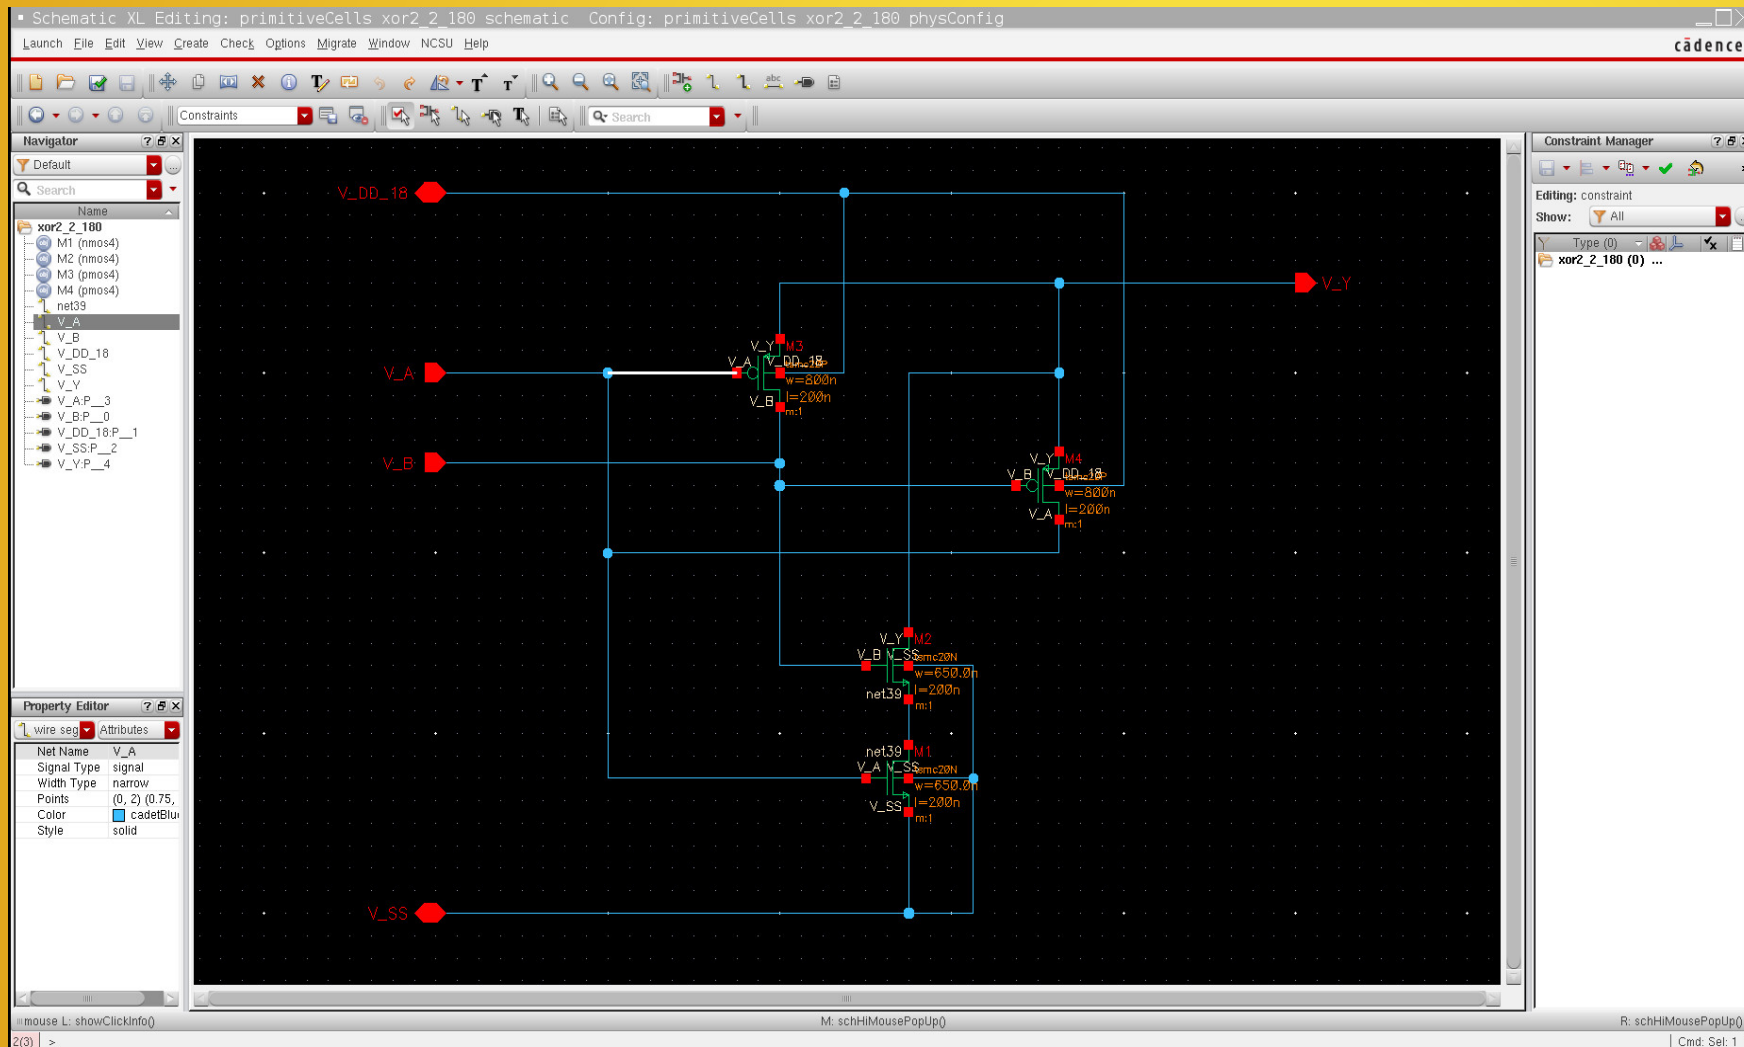 Schematic XL Editing: primitiveCells xor2_2_180 schematic Config: primitiveCells xor2_2_180 physConfig
Launch File Edit View Create Check Options Migrate Window NCSU Help
cādence
abc
Constraints
Search
Navigator
Default
Search
Name
xor2_2_180
M1 (nmos4)
M2 (nmos4)
M3 (pmos4)
M4 (pmos4)
net39
V_A
V_B
V_DD_18
V_SS
V_Y
V_A:P__3
V_B:P__0
V_DD_18:P__1
V_SS:P__2
V_Y:P__4
Property Editor
wire seg Attributes
Net Name V_A
Signal Type signal
Width Type narrow
Points (0, 2) (0.75,
Color cadetBlu
Style solid
V_DD_18
V_Y
V_A
V_B
V_SS
V_Y M3
V_A V_DD_18
w=800n
l=200n
V_B
m:1
V_Y M4
V_B V_DD_18
w=800n
l=200n
V_A
m:1
V_Y M2
V_B V_SS tsmc20N
w=650.0n
l=200n
net39
m:1
net39 M1
V_A V_SS tsmc20N
w=650.0n
l=200n
V_SS
m:1
Constraint Manager
Editing: constraint
Show: All
Type (0)
xor2_2_180 (0) ...
mouse L: showClickInfo()
M: schHiMousePopUp()
R: schHiMousePopUp()
2(3) >
Cmd: Sel: 1